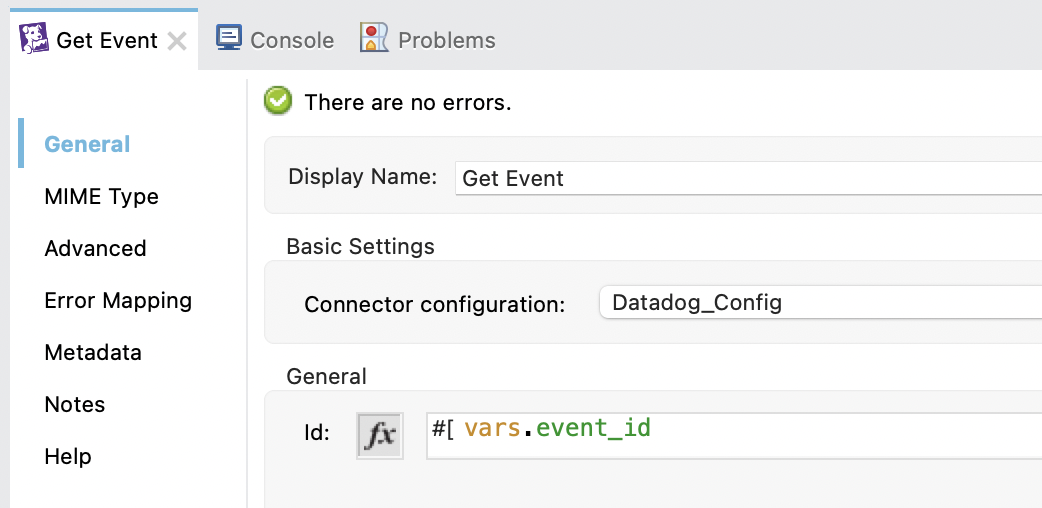 Get Event
Console
Problems
There are no errors.
General
MIME Type
Advanced
Error Mapping
Metadata
Notes
Help
Display Name: Get Event
Basic Settings
Connector configuration: Datadog_Config
General
Id: fx #[ vars.event_id